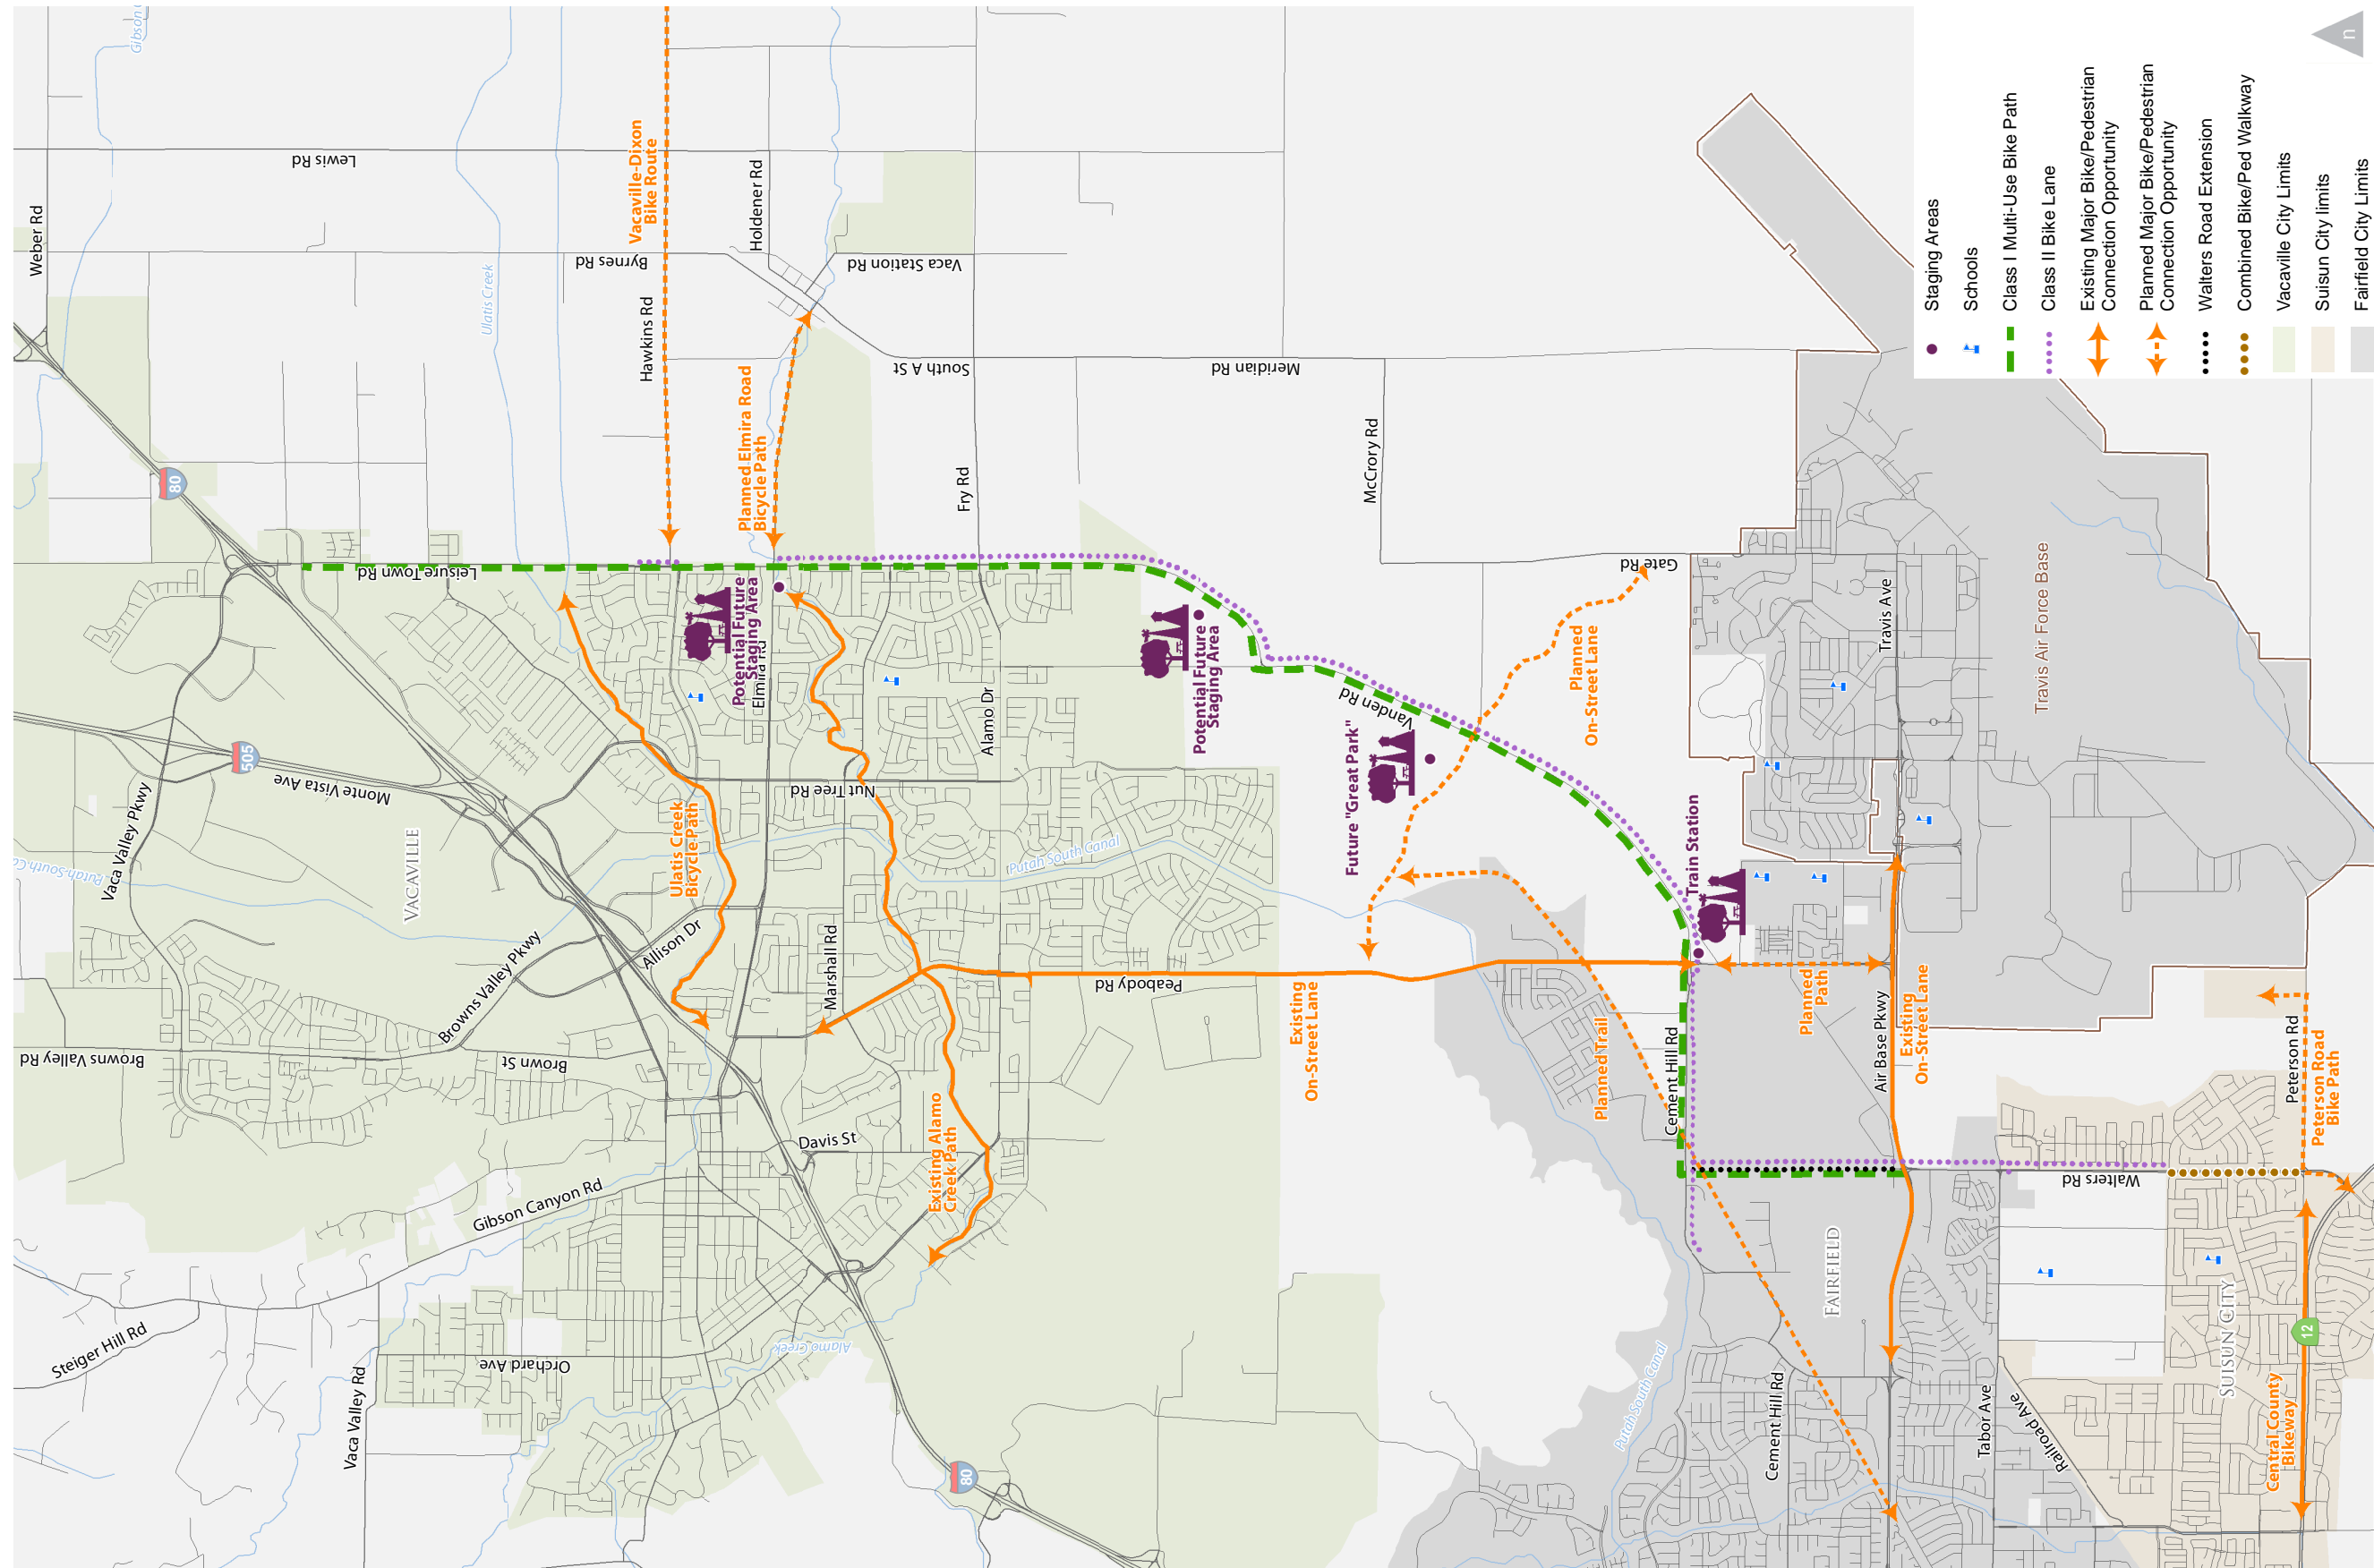 Gibson
Weber Rd
Lewis Rd
Ulatis Creek
Vacaville-Dixon
Bike Route
Byrnes Rd
Hawkins Rd
Holdener Rd
Vaca Station Rd
Planned Elmira Road
Bicycle Path
South A St
Fry Rd
Meridian Rd
McCrory Rd
80
Leisure Town Rd
Potential Future
Staging Area
Elmira Rd
Alamo Dr
Potential Future
Staging Area
Vanden Rd
Gate Rd
Planned
On-Street Lane
Future "Great Park"
Train Station
Travis Ave
Travis Air Force Base
505
Monte Vista Ave
Vaca Valley Pkwy
Putah South
VACAVILLE
Nut Tree Rd
Ulatis Creek
Bicycle Path
Putah South Canal
Allison Dr
Browns Valley Pkwy
Marshall Rd
Peabody Rd
Existing
On-Street Lane
Planned Trail
Cement Hill Rd
Planned
Path
Air Base Pkwy
Existing
On-Street Lane
Peterson Rd
Peterson Road
Bike Path
Browns Valley Rd
Brown St
Davis St
Existing Alamo
Creek Path
Gibson Canyon Rd
Walters Rd
Steiger Hill Rd
Vaca Valley Rd
Orchard Ave
Alamo Creek
80
Putah South Canal
FAIRFIELD
Cement Hill Rd
Tabor Ave
Railroad Ave
SUISUN CITY
12
Central County
Bikeway
n
Staging Areas
Schools
Class I Multi-Use Bike Path
Class II Bike Lane
Existing Major Bike/Pedestrian
Connection Opportunity
Planned Major Bike/Pedestrian
Connection Opportunity
Walters Road Extension
Combined Bike/Ped Walkway
Vacaville City Limits
Suisun City limits
Fairfield City Limits